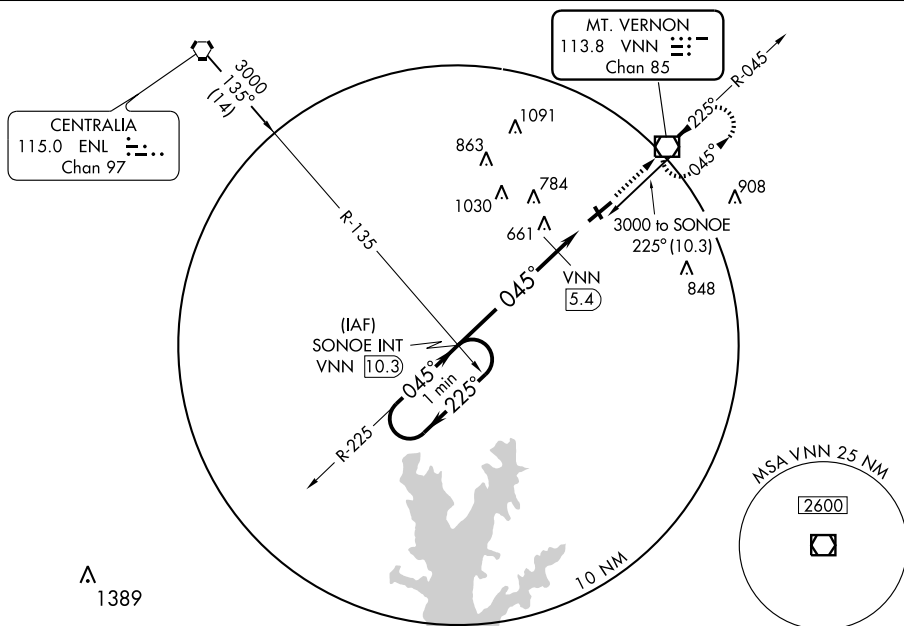 MT. VERNON
113.8 VNN
Chan 85
R-045
225°
045°
3000
135°
(14)
CENTRALIA
115.0 ENL
Chan 97
1091
863
1030
784
661
908
3000 to SONOE
225° (10.3)
848
R-135
045°
VNN
5.4
(IAF)
SONOE INT
VNN 10.3
045°
1 min
225°
R-225
MSA VNN 25 NM
2600
10 NM
1389